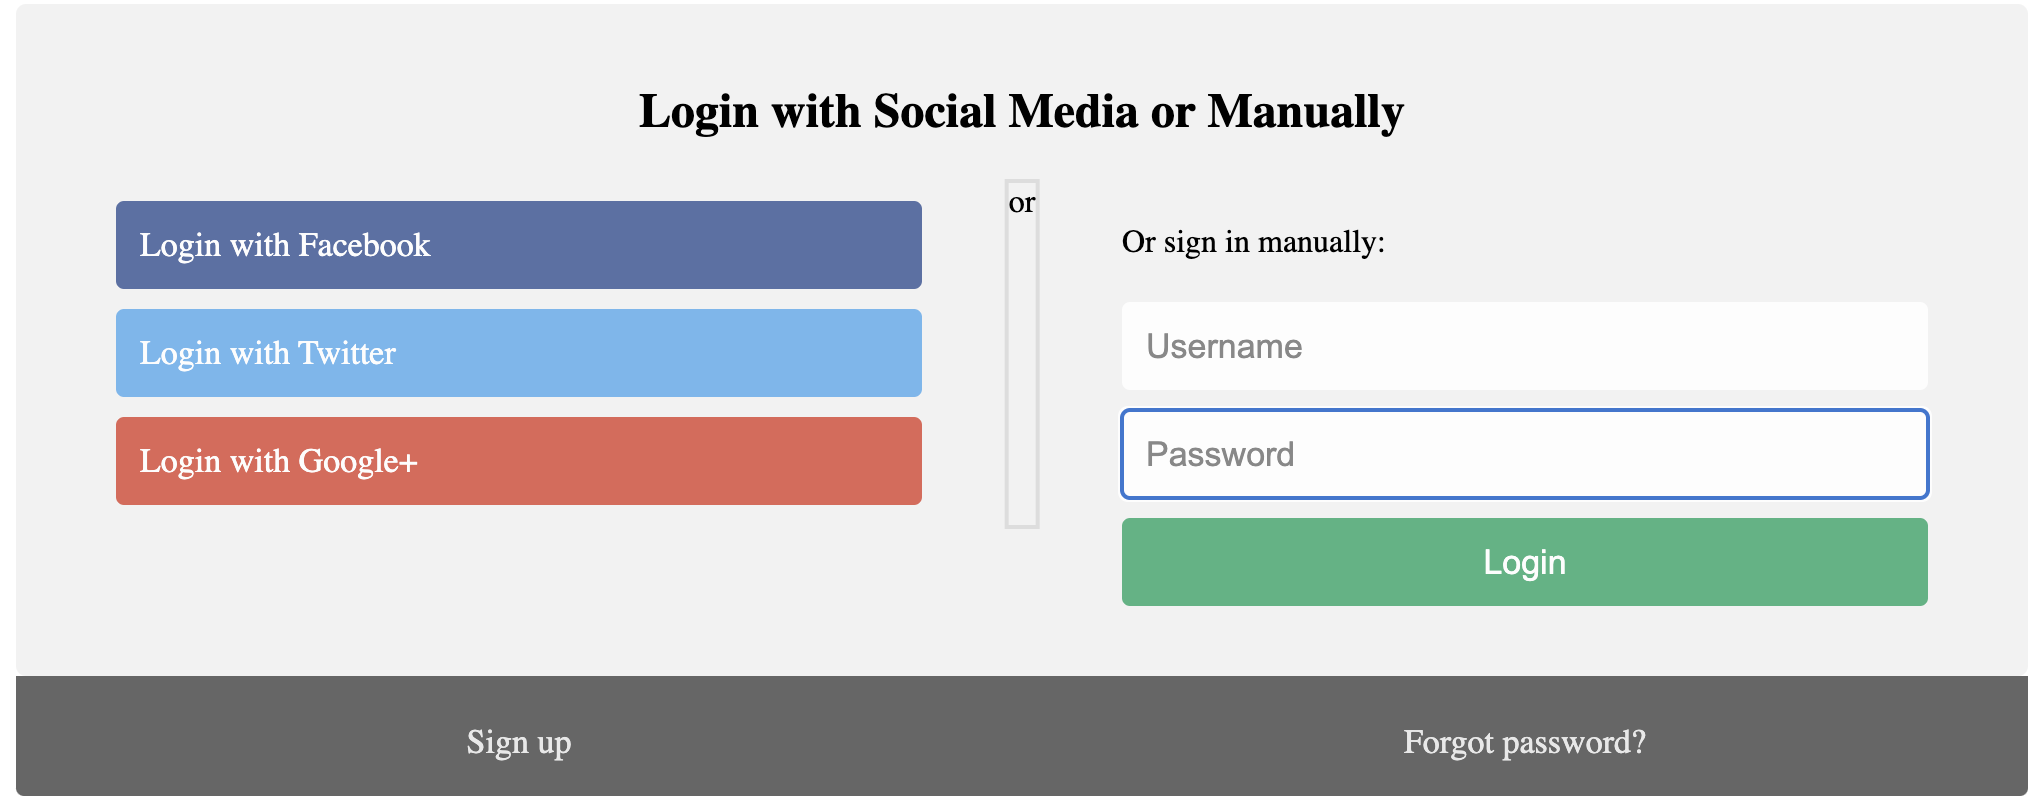 Login with Social Media or Manually
Login with Facebook
Login with Twitter
Login with Google+
or
Or sign in manually:
Username
Password
Login
Sign up
Forgot password?